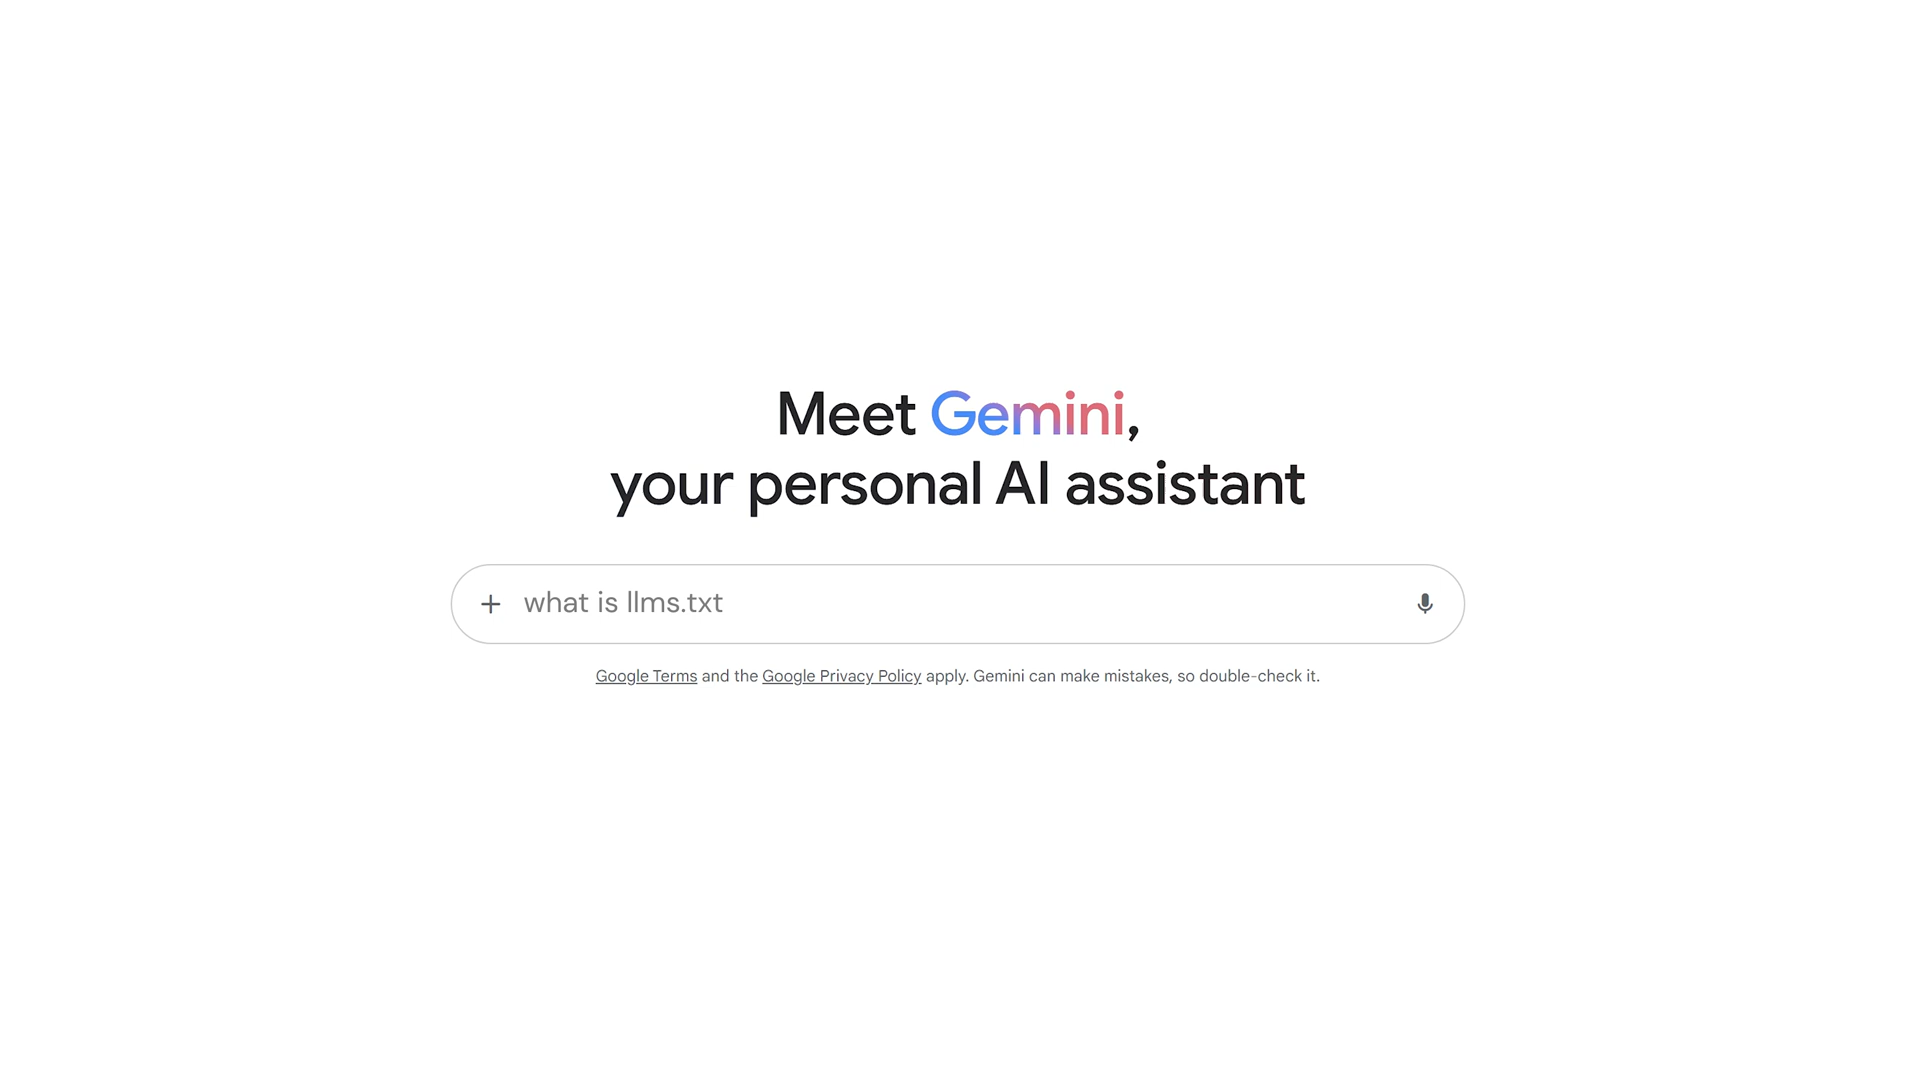 Meet Gemini,
your personal AI assistant
what is llms.txt
Google Terms and the Google Privacy Policy apply. Gemini can make mistakes, so double-check it.